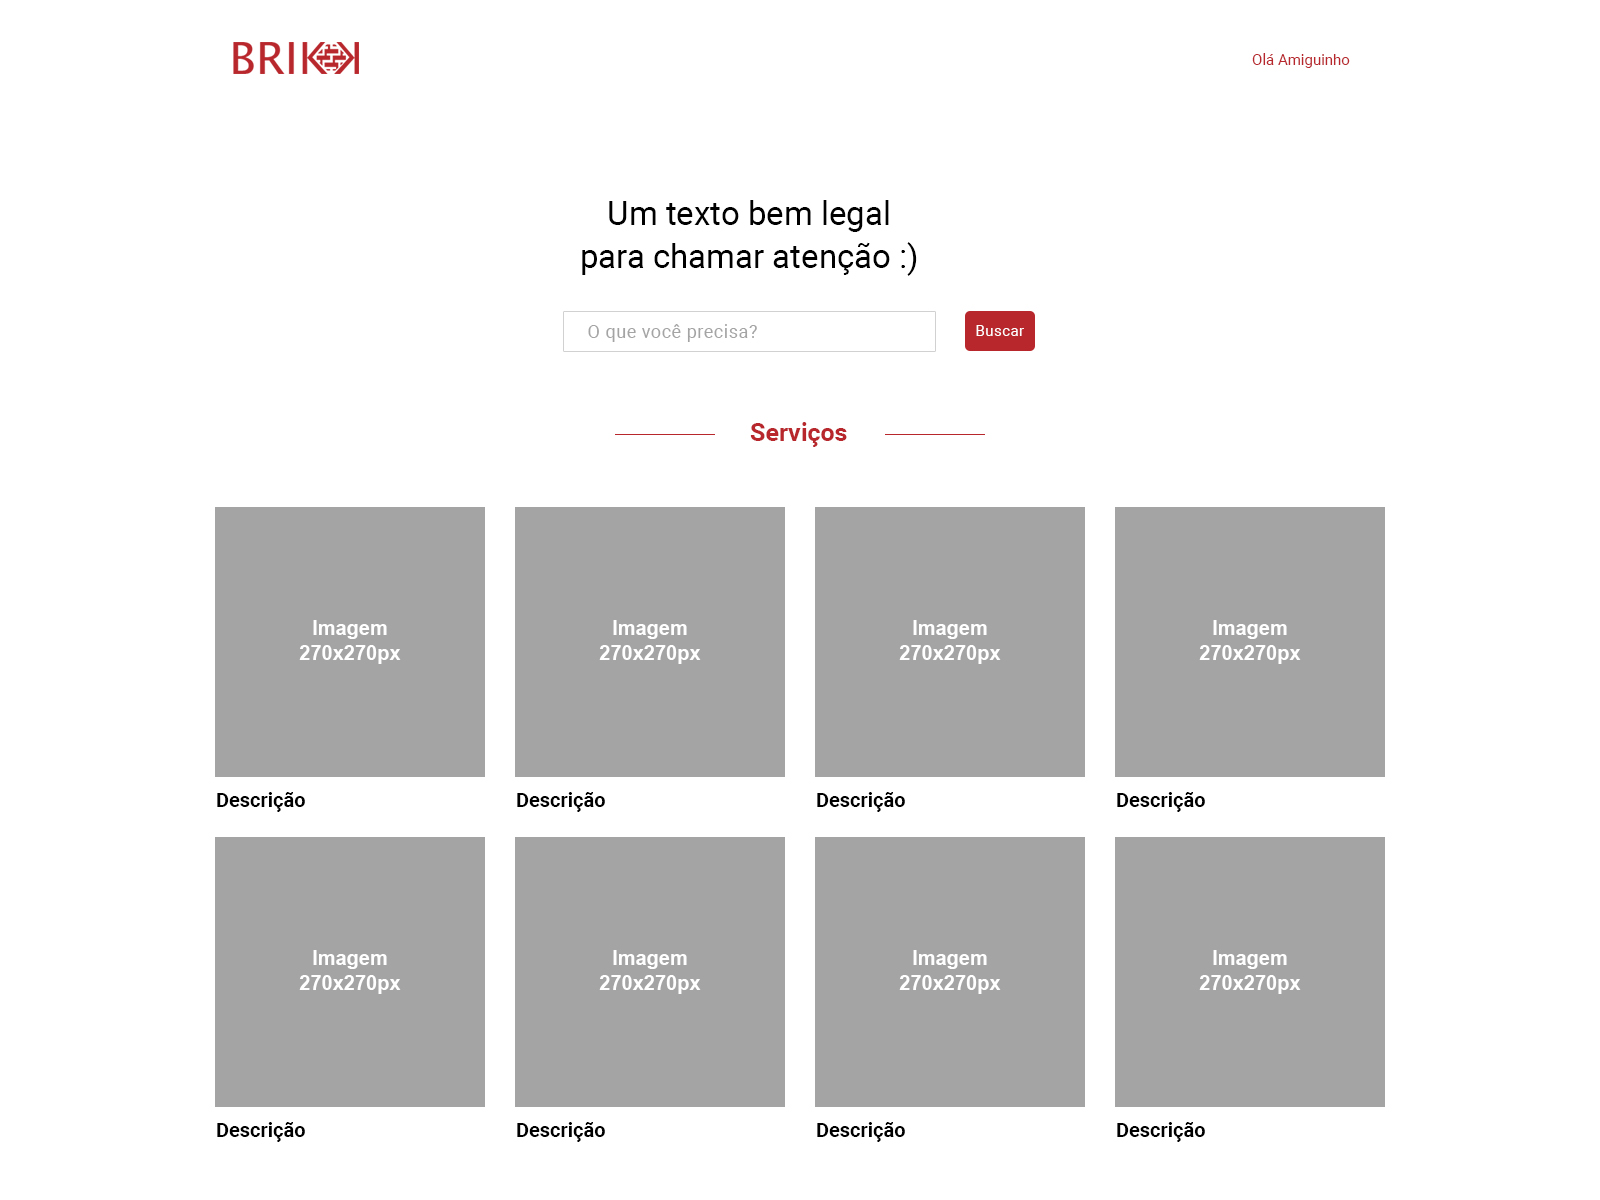 BRIKK
Olá Amiguinho
Um texto bem legal
para chamar atenção :)
O que você precisa?
Buscar
Serviços
Imagem
270x270px
Imagem
270x270px
Imagem
270x270px
Imagem
270x270px
Descrição
Descrição
Descrição
Descrição
Imagem
270x270px
Imagem
270x270px
Imagem
270x270px
Imagem
270x270px
Descrição
Descrição
Descrição
Descrição